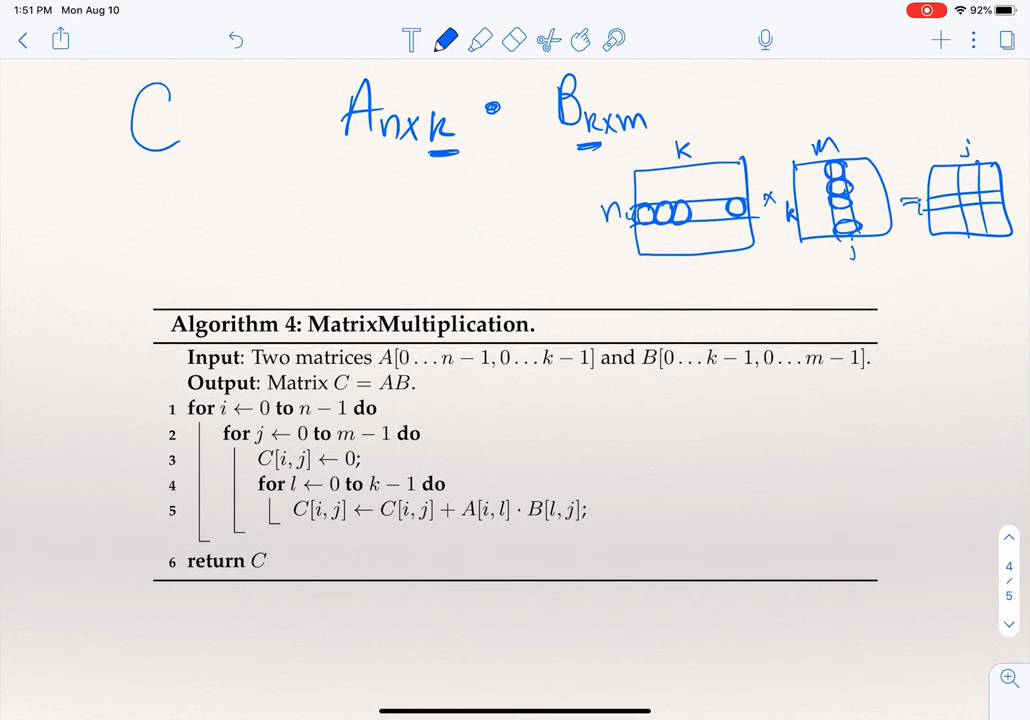 1:51 PM Mon Aug 10
92%
T
C A n×k • B k×m
k m j
n i × k = i
j
Algorithm 4: MatrixMultiplication.
Input: Two matrices A[0…n − 1, 0…k − 1] and B[0…k − 1, 0…m − 1].
Output: Matrix C = AB.
1 for i ← 0 to n − 1 do
2 for j ← 0 to m − 1 do
3 C[i, j] ← 0;
4 for l ← 0 to k − 1 do
5 C[i, j] ← C[i, j] + A[i, l] · B[l, j];
6 return C
4
/
5